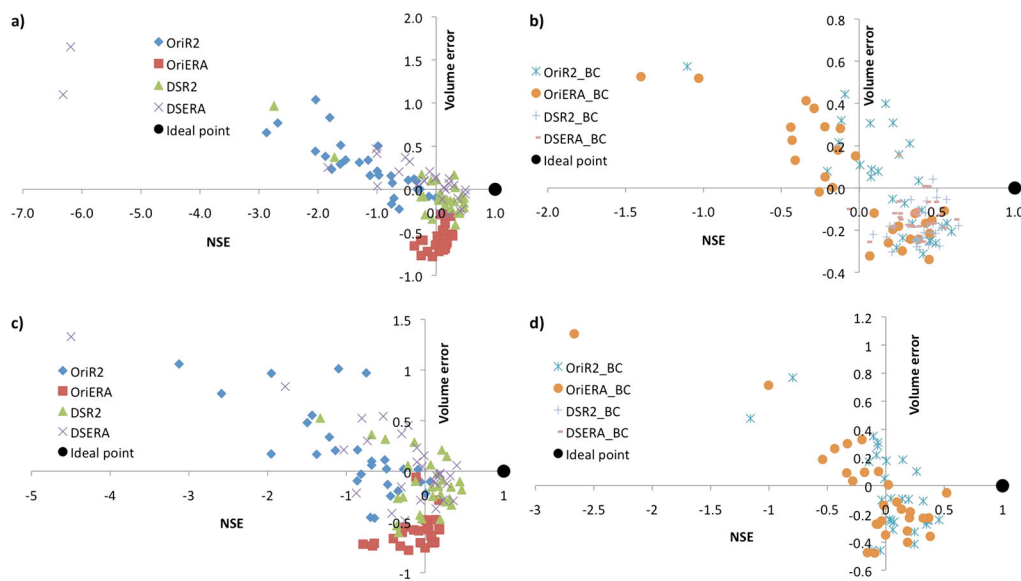 a)
2.0
1.5
1.0
0.5
0.0
-0.5
-1.0
Volume error
OriR2
OriERA
DSR2
DSERA
Ideal point
-7.0 -6.0 -5.0 -4.0 -3.0 -2.0 -1.0 0.0 1.0
NSE
b)
0.8
0.6
0.4
0.2
0.0
-0.2
-0.4
Volume error
OriR2_BC
OriERA_BC
DSR2_BC
DSERA_BC
Ideal point
-2.0 -1.5 -1.0 -0.5 0.0 0.5 1.0
NSE
c)
1.5
1
0.5
0
-0.5
-1
Volume error
OriR2
OriERA
DSR2
DSERA
Ideal point
-5 -4 -3 -2 -1 0 1
NSE
d)
1.2
1
0.8
0.6
0.4
0.2
0
-0.2
-0.4
-0.6
Volume error
OriR2_BC
OriERA_BC
DSR2_BC
DSERA_BC
Ideal point
-3 -3 -2 -2 -1 -1 0 1 1
NSE